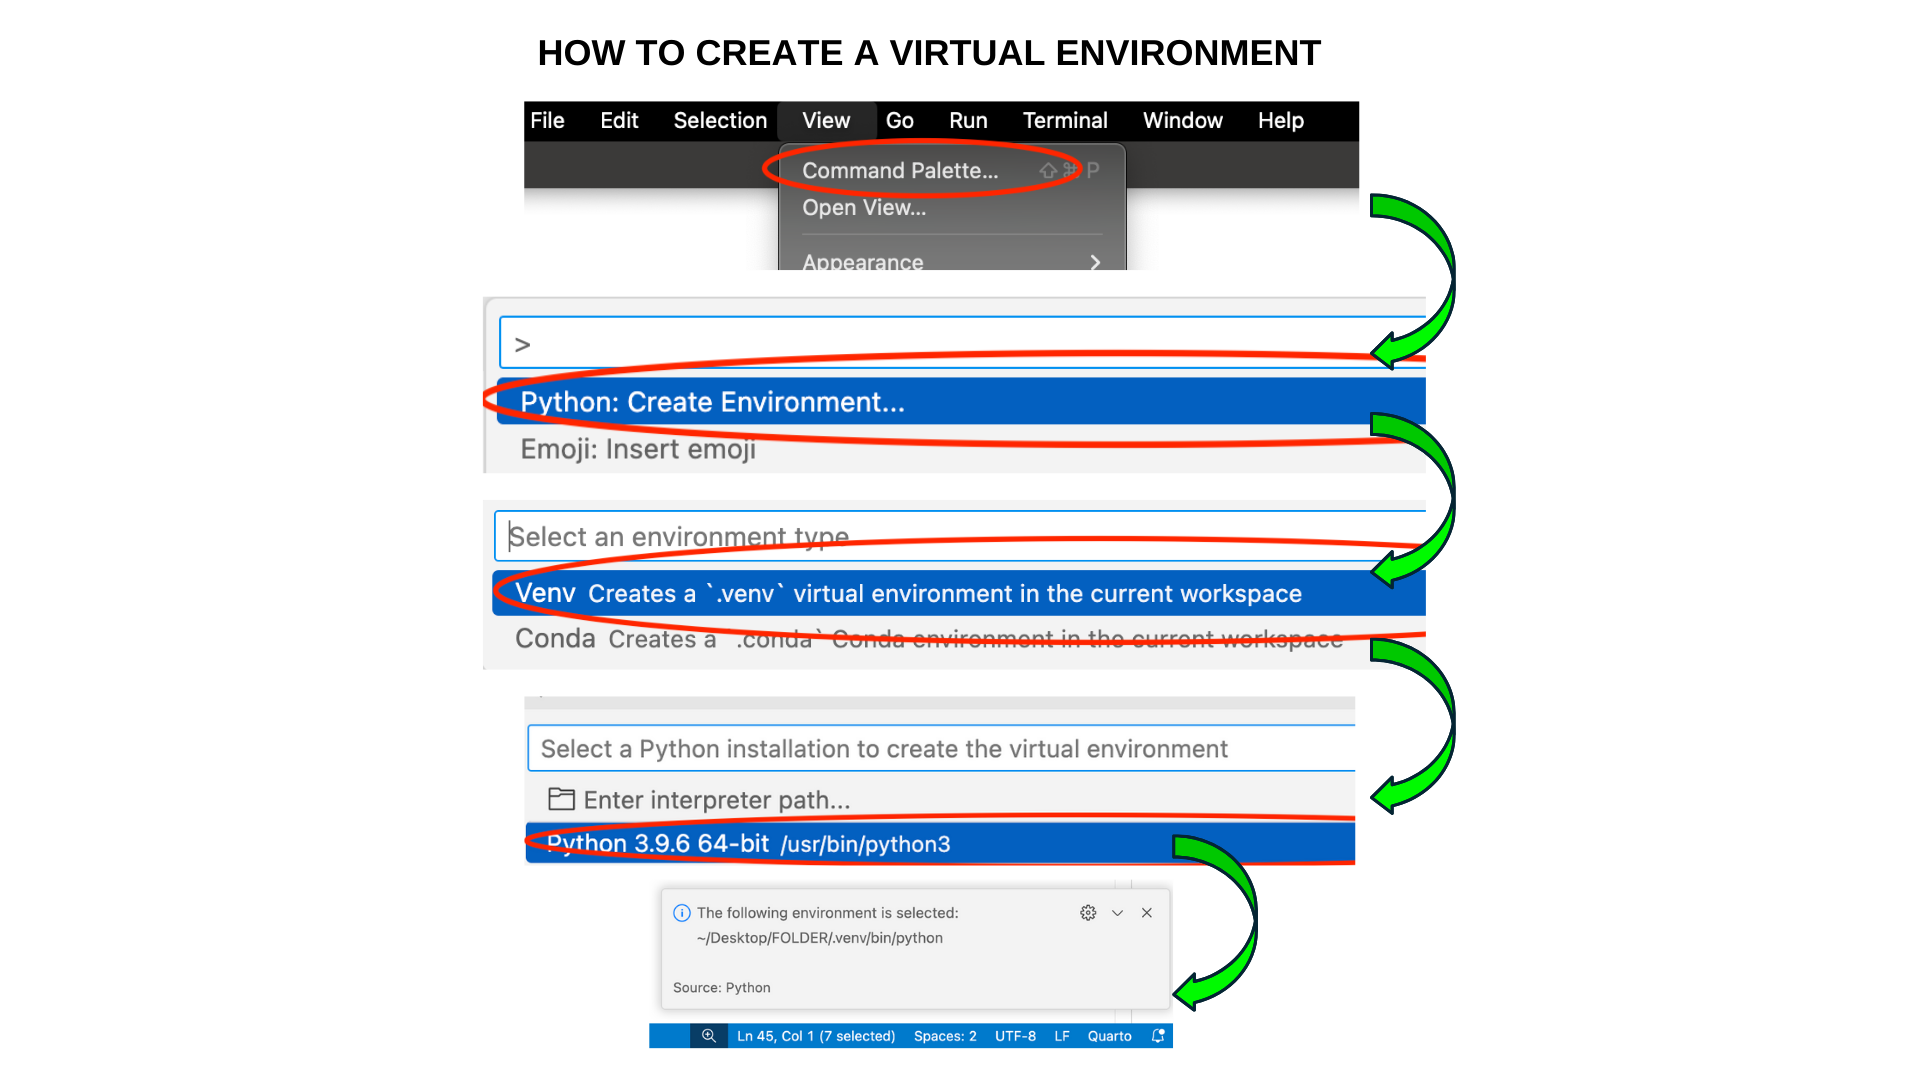 HOW TO CREATE A VIRTUAL ENVIRONMENT
File Edit Selection View Go Run Terminal Window Help
Command Palette... ⇧⌘P
Open View...
Appearance
>
Python: Create Environment...
Emoji: Insert emoji
Select an environment type
Venv Creates a `.venv` virtual environment in the current workspace
Conda Creates a .conda` Conda environment in the current workspace
Select a Python installation to create the virtual environment
Enter interpreter path...
Python 3.9.6 64-bit /usr/bin/python3
The following environment is selected:
~/Desktop/FOLDER/.venv/bin/python
Source: Python
Ln 45, Col 1 (7 selected) Spaces: 2 UTF-8 LF Quarto